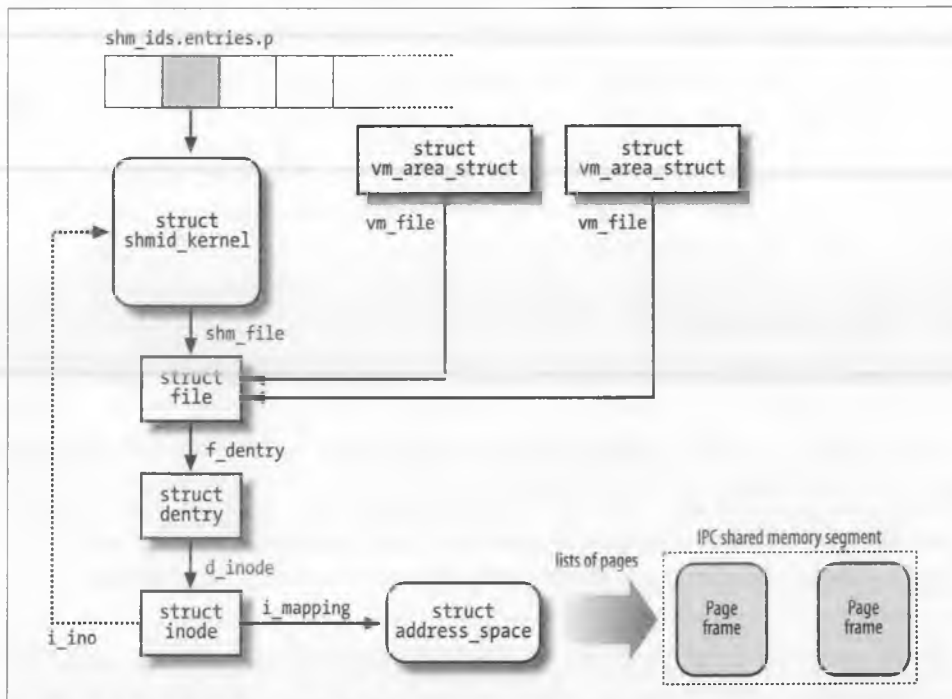 shm_ids.entries.p
struct
vm_area_struct
struct
vm_area_struct
vm_file
vm_file
struct
shmid_kernel
shm_file
struct
file
f_dentry
struct
dentry
d_inode
struct
inode
i_ino
i_mapping
struct
address_space
lists of pages
IPC shared memory segment
Page
frame
Page
frame